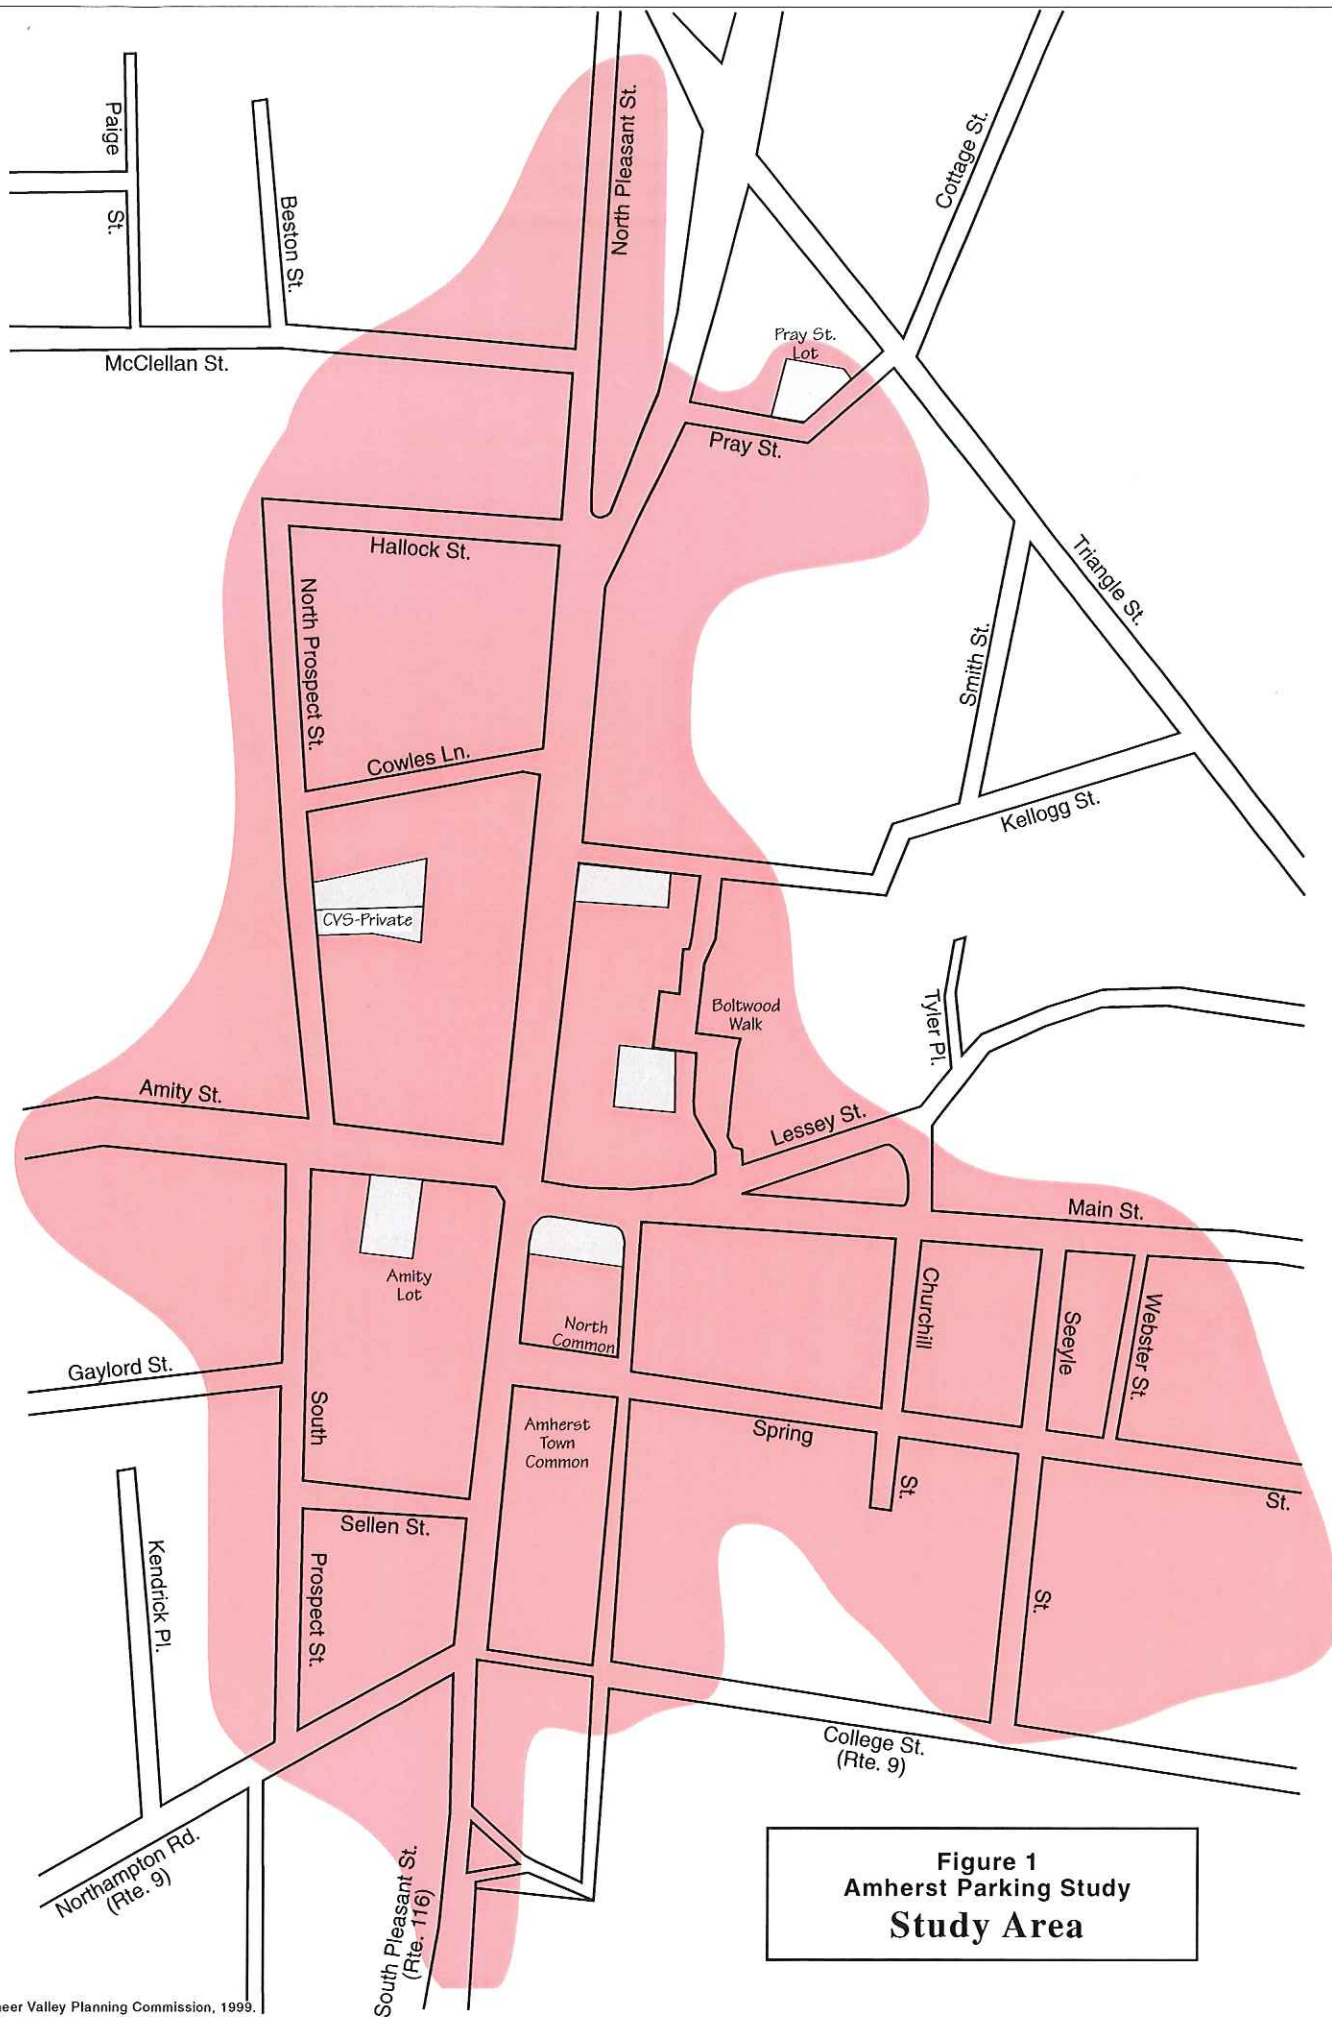 North Pleasant St.
Cottage St.
Paige
St.
Beston St.
McClellan St.
Pray St.
Lot
Pray St.
Hallock St.
Triangle St.
North Prospect St.
Smith St.
Cowles Ln.
Kellogg St.
CVS-Private
Boltwood
Walk
Tyler Pl.
Amity St.
Lessey St.
Main St.
Amity
Lot
North
Common
Churchill
Seeyle
Webster St.
Gaylord St.
South
Amherst
Town
Common
Spring
St.
St.
Sellen St.
Kendrick Pl.
Prospect St.
St.
College St.
(Rte. 9)
Northampton Rd.
(Rte. 9)
South Pleasant St.
(Rte. 116)
Figure 1
Amherst Parking Study
Study Area
neer Valley Planning Commission, 1999.